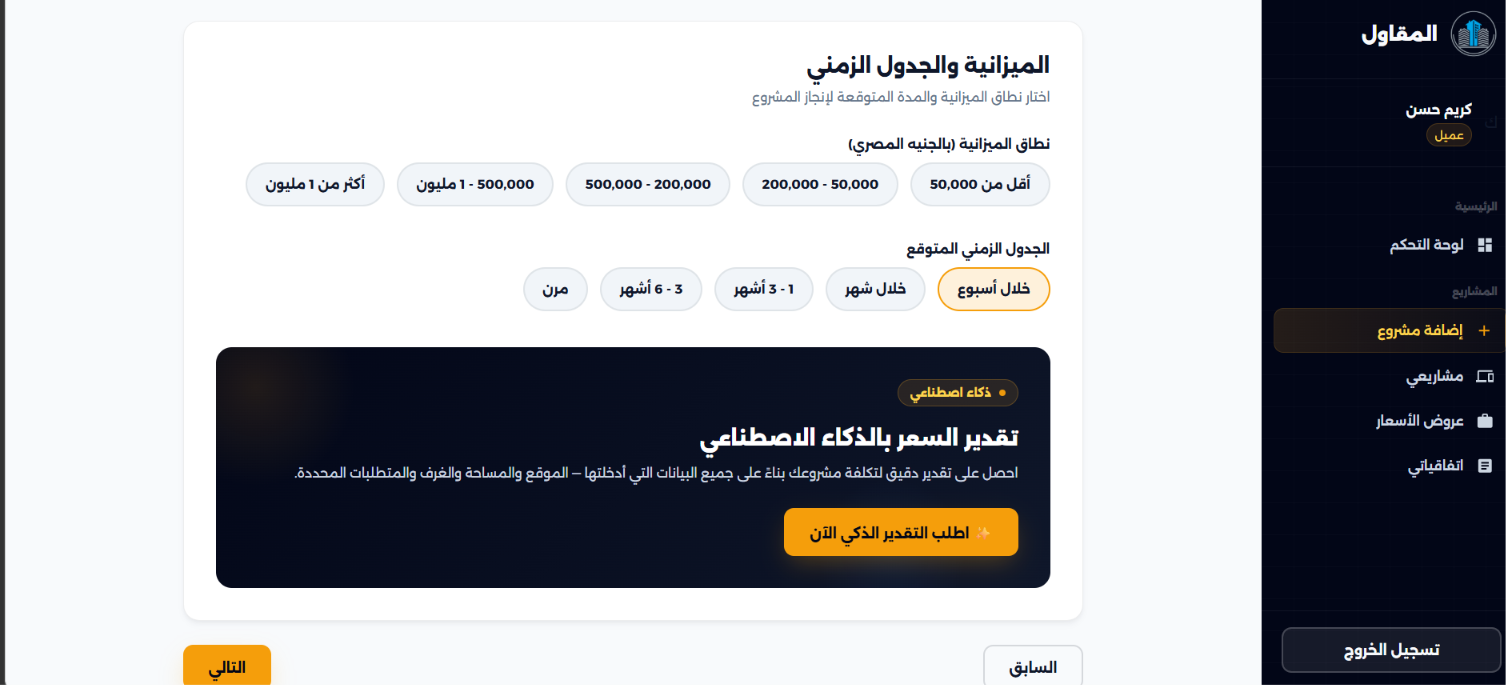 المقاول
كريم حسن
عميل
الرئيسية
لوحة التحكم
المشاريع
إضافة مشروع
مشاريعي
عروض الأسعار
اتفاقياتي
تسجيل الخروج
الميزانية والجدول الزمني
اختار نطاق الميزانية والمدة المتوقعة لإنجاز المشروع
نطاق الميزانية (بالجنيه المصري)
أقل من 50,000
50,000 - 200,000
200,000 - 500,000
500,000 - 1 مليون
أكثر من 1 مليون
الجدول الزمني المتوقع
خلال أسبوع
خلال شهر
1 - 3 أشهر
3 - 6 أشهر
مرن
ذكاء اصطناعي
تقدير السعر بالذكاء الاصطناعي
احصل على تقدير دقيق لتكلفة مشروعك بناءً على جميع البيانات التي أدخلتها — الموقع والمساحة والغرف والمتطلبات المحددة.
✨ اطلب التقدير الذكي الآن
السابق
التالي